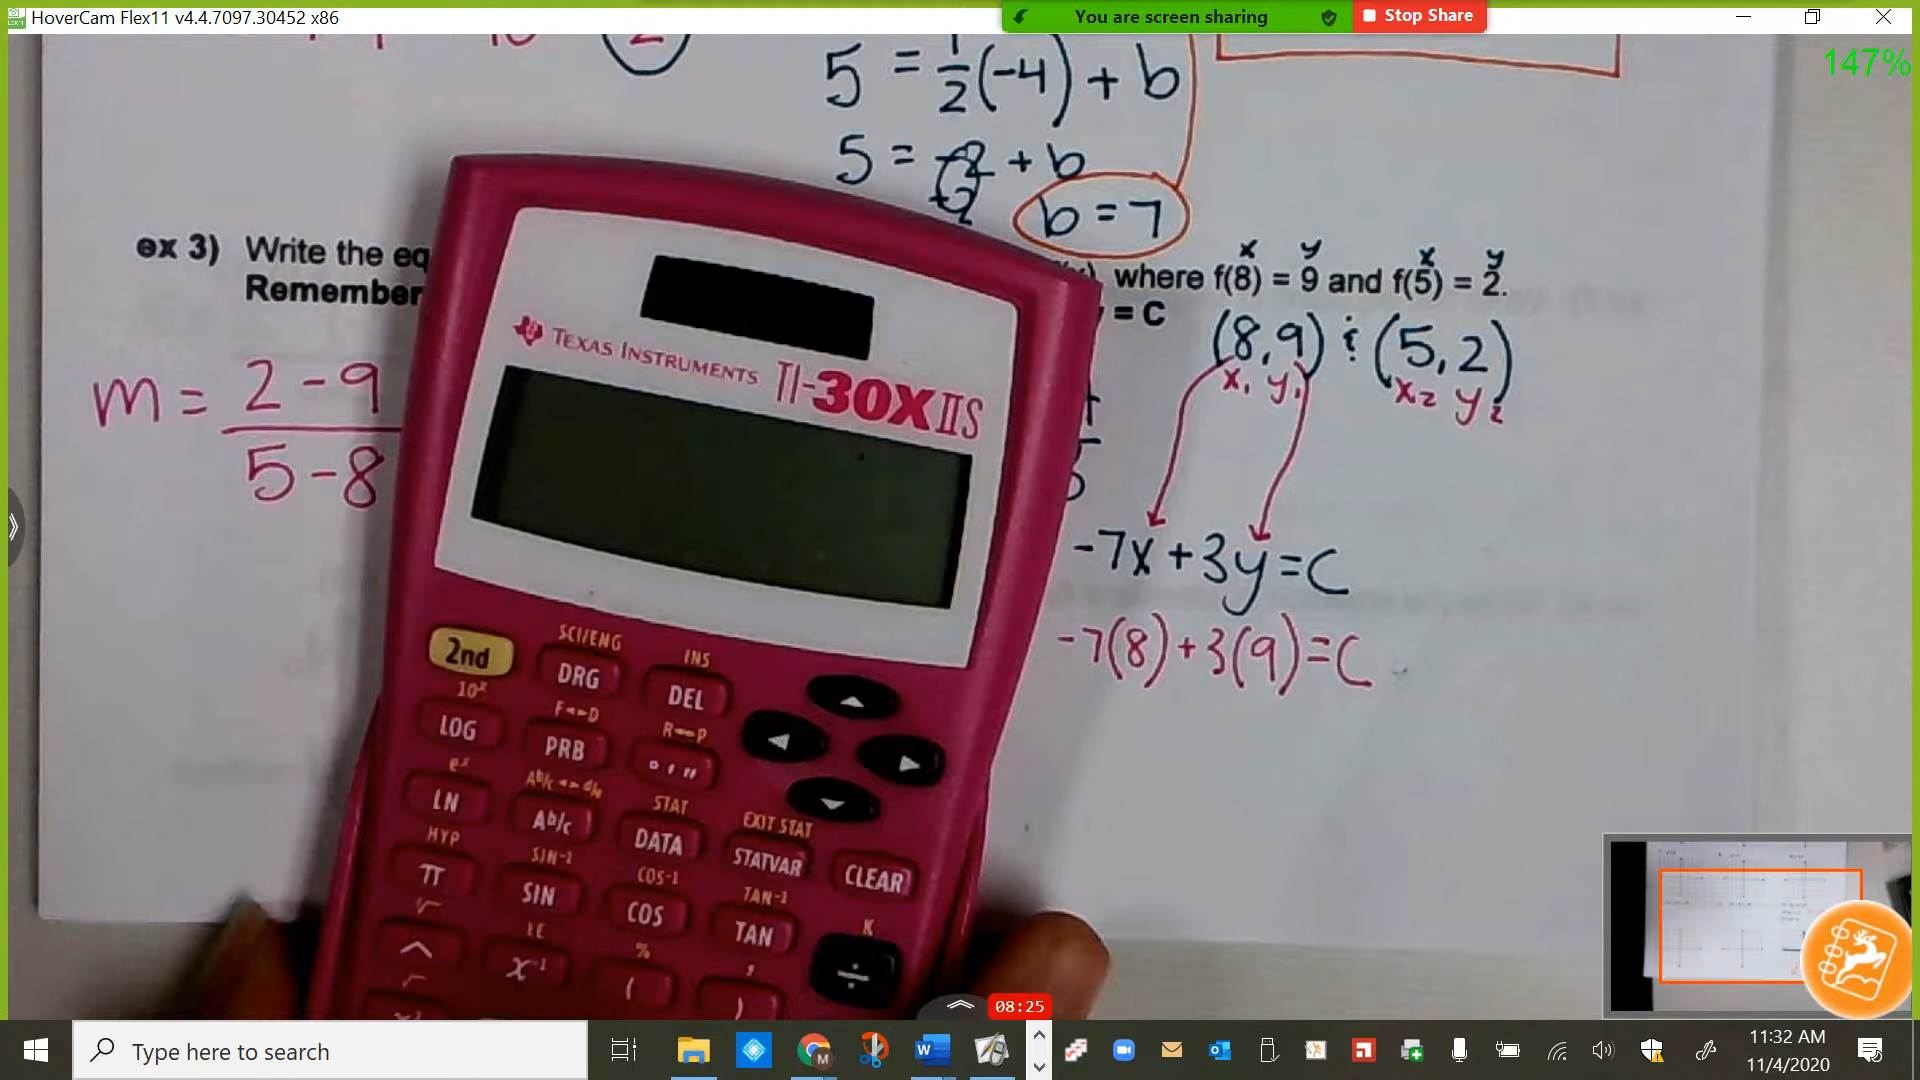 HoverCam Flex11 v4.4.7097.30452 x86
You are screen sharing
Stop Share
147%
5 = 1/2(-4) + b
5 = -2 + b
+2
b = 7
x y x y
ex 3) Write the eq where f(8) = 9 and f(5) = 2.
Remember = C
(8,9) & (5,2)
x1 y1 x2 y2
m = 2-9
5-8
-7x+3y=C
-7(8)+3(9)=C
TEXAS INSTRUMENTS TI-30X IIS
SCI/ENG INS
2nd DRG DEL
10ˣ F↔D R↔P
LOG PRB ° ' "
eˣ Ab/c↔d/e STAT EXIT STAT
LN Ab/c DATA STATVAR CLEAR
HYP SIN-1 COS-1 TAN-1
π SIN COS TAN
√ EE % , K
^ x⁻¹ ( ) ÷
08:25
Type here to search
11:32 AM
11/4/2020